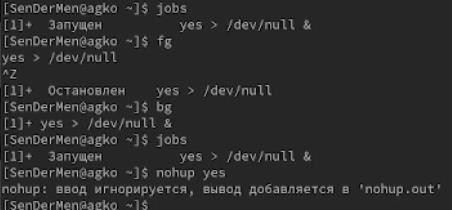 [SenDerMen@agko ~]$ jobs
[1]+  Запущен          yes > /dev/null &
[SenDerMen@agko ~]$ fg
yes > /dev/null
^Z
[1]+  Остановлен    yes > /dev/null
[SenDerMen@agko ~]$ bg
[1]+ yes > /dev/null &
[SenDerMen@agko ~]$ jobs
[1]+  Запущен          yes > /dev/null &
[SenDerMen@agko ~]$ nohup yes
nohup: ввод игнорируется, вывод добавляется в 'nohup.out'
[SenDerMen@agko ~]$